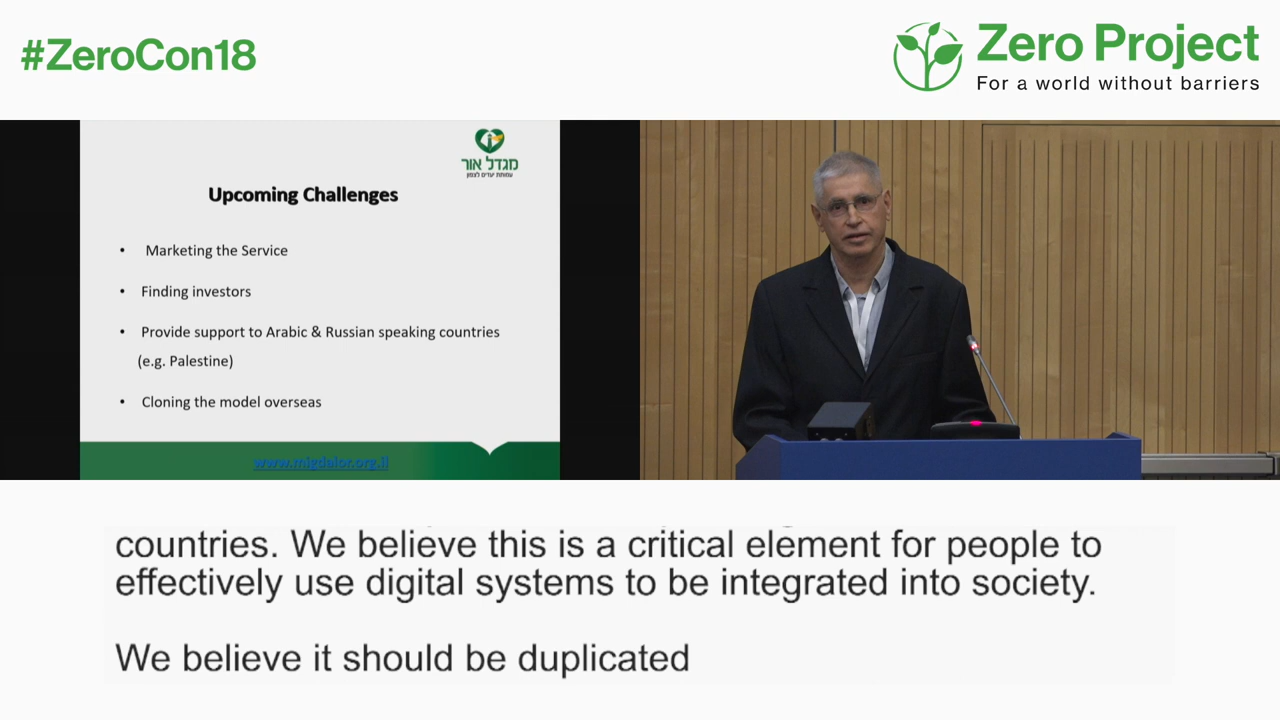 #ZeroCon18
Zero Project
For a world without barriers
מגדל אור
עמותת יעדים לצפון
Upcoming Challenges
• Marketing the Service
• Finding investors
• Provide support to Arabic & Russian speaking countries
(e.g. Palestine)
• Cloning the model overseas
www.migdalor.org.il
countries. We believe this is a critical element for people to
effectively use digital systems to be integrated into society.
We believe it should be duplicated